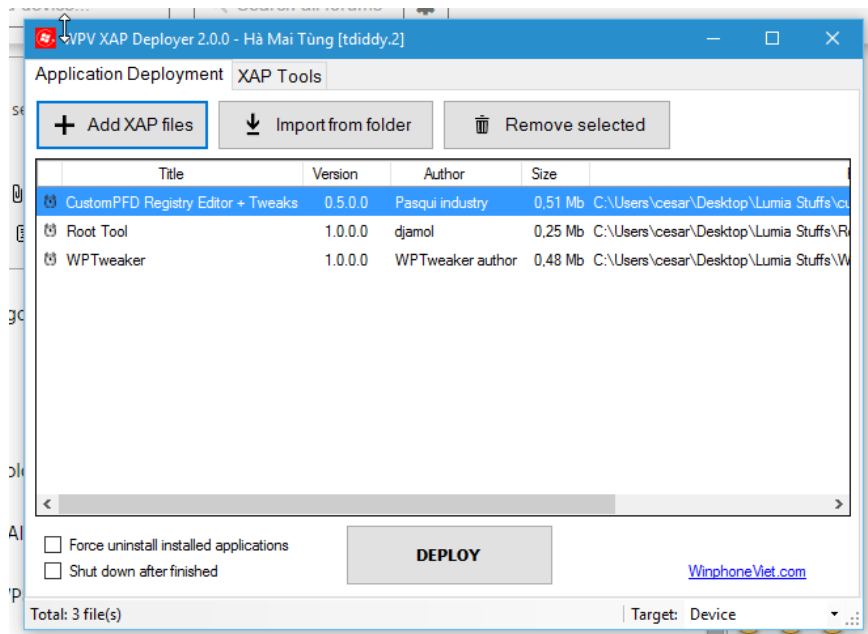 Search all forums
WPV XAP Deployer 2.0.0 - Hà Mai Tùng [tdiddy.2]
Application Deployment XAP Tools
Add XAP files Import from folder Remove selected
Title Version Author Size
CustomPFD Registry Editor + Tweaks 0.5.0.0 Pasqui industry 0,51 Mb C:\Users\cesar\Desktop\Lumia Stuffs\cu
Root Tool 1.0.0.0 djamol 0,25 Mb C:\Users\cesar\Desktop\Lumia Stuffs\R
WPTweaker 1.0.0.0 WPTweaker author 0,48 Mb C:\Users\cesar\Desktop\Lumia Stuffs\W
Force uninstall installed applications
DEPLOY
Shut down after finished
WinphoneViet.com
Total: 3 file(s) Target: Device